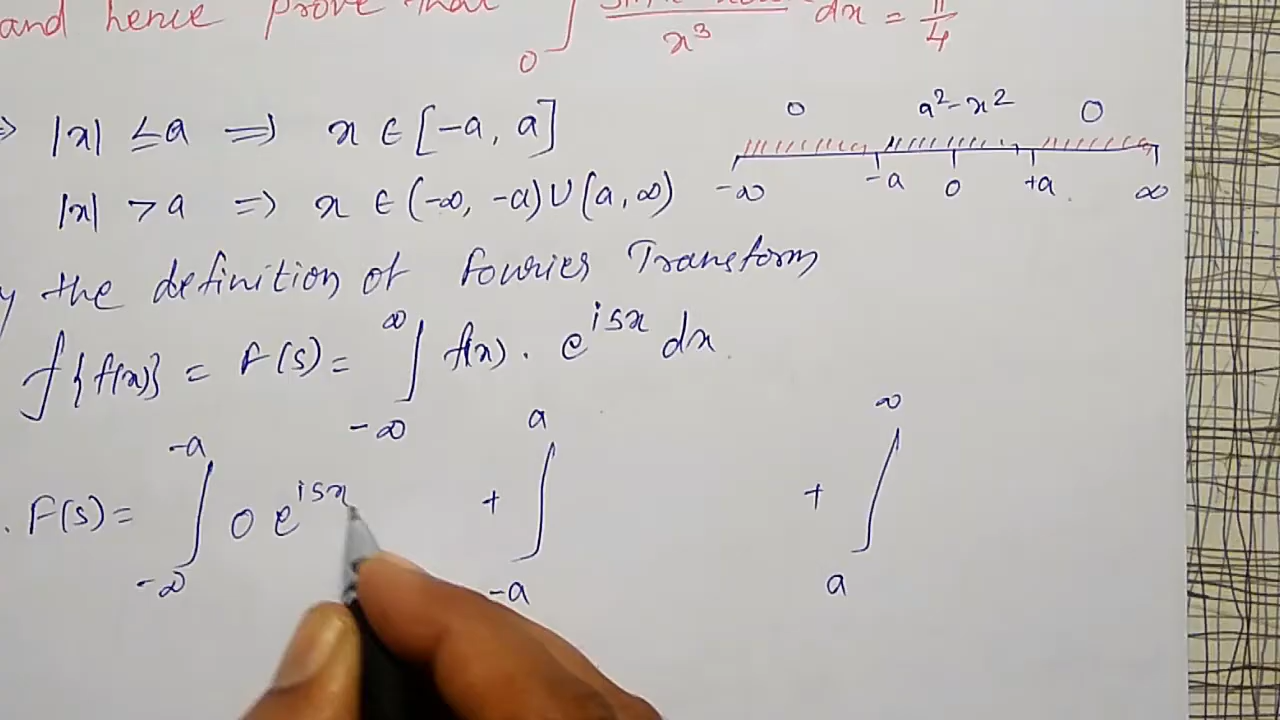 and hence prove that ∫ 0 x³ dx = π/4
|x| ≤ a ⇒ x ∈ [-a, a]
0 a²-x² 0
-∞ -a 0 +a ∞
|x| > a ⇒ x ∈ (-∞, -a) ∪ (a, ∞)
the definition of Fourier Transform
F{f(x)} = F(s) = ∫_{-∞}^{∞} f(x) . e^{isx} dx
. F(s) = ∫_{-∞}^{-a} 0 e^{isx} + ∫_{-a}^{a} + ∫_{a}^{∞}